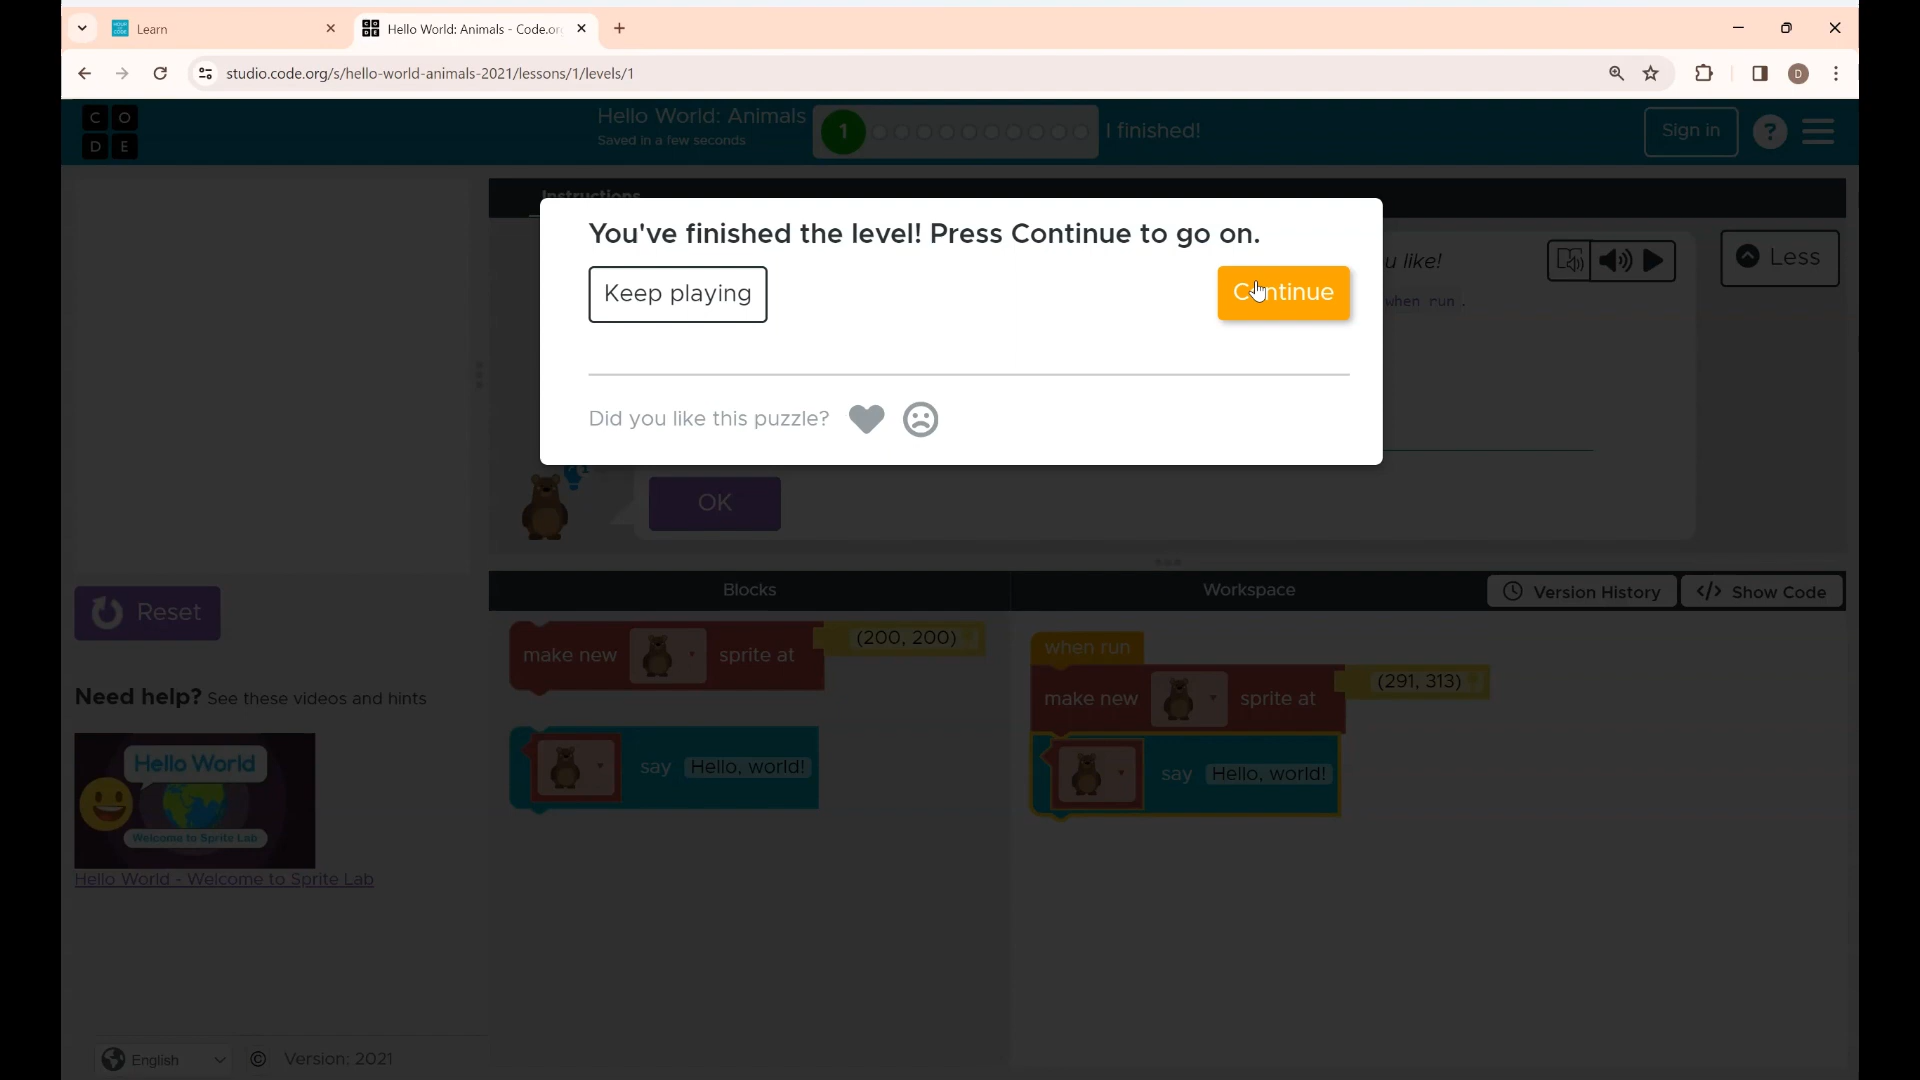 Learn
Hello World: Animals - Code.or
studio.code.org/s/hello-world-animals-2021/lessons/1/levels/1
D
C O
D E
Hello World: Animals
Saved in a few seconds
1
I finished!
Sign in
?
Instructions
You've finished the level! Press Continue to go on.
Keep playing
Continue
Did you like this puzzle?
u like!
when run .
Less
OK
Reset
Blocks
Workspace
Version History
</> Show Code
make new sprite at (200, 200)
say Hello, world!
when run
make new sprite at (291, 313)
say Hello, world!
Need help? See these videos and hints
Hello World
Welcome to Sprite Lab
Hello World - Welcome to Sprite Lab
English
© Version: 2021